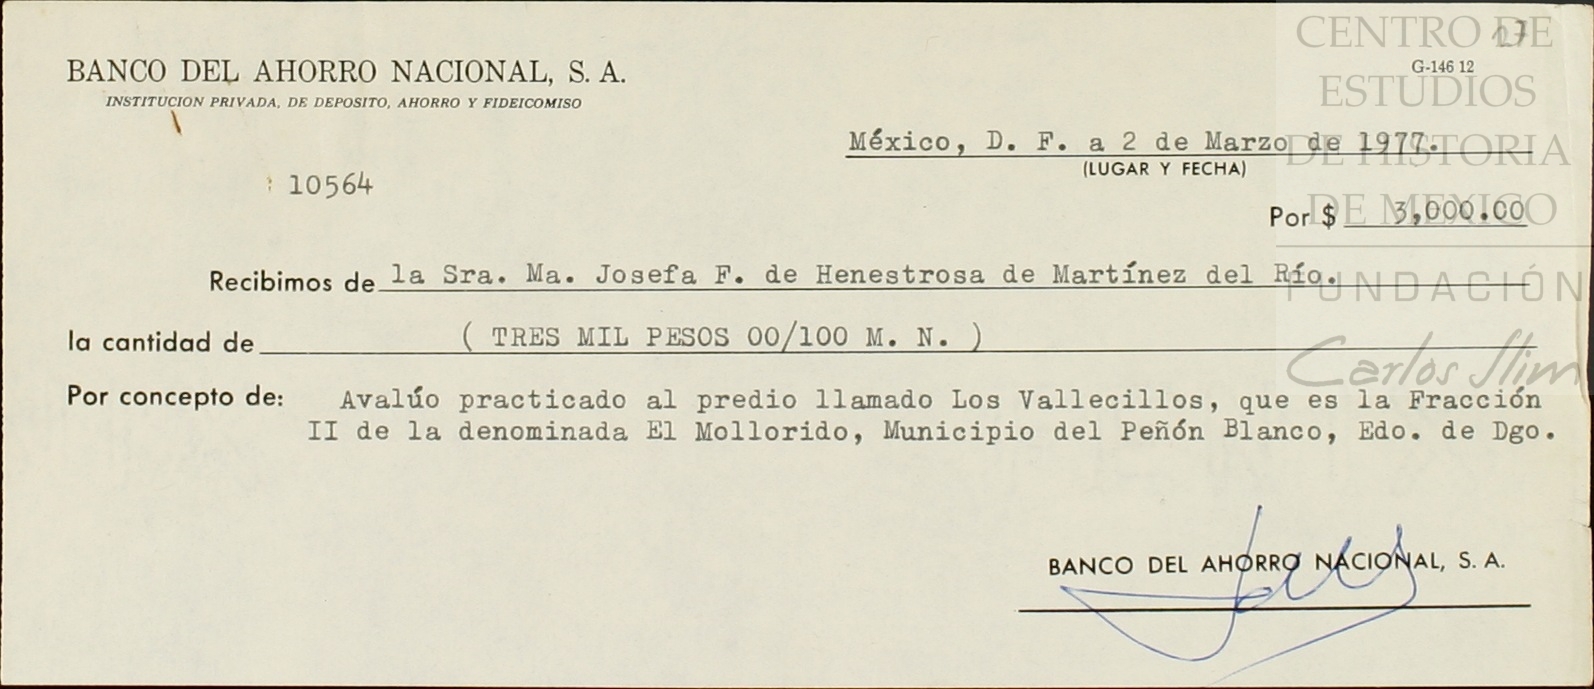 CENTRO DE
ESTUDIOS
DE HISTORIA
DE MEXICO
FUNDACIÓN
Carlos Slim
27
BANCO DEL AHORRO NACIONAL, S. A.
INSTITUCION PRIVADA, DE DEPOSITO, AHORRO Y FIDEICOMISO
G-146 12
México, D. F. a 2 de Marzo de 1977.
(LUGAR Y FECHA)
10564
Por $ 3,000.00
Recibimos de la Sra. Ma. Josefa F. de Henestrosa de Martínez del Río.
la cantidad de ( TRES MIL PESOS 00/100 M. N. )
Por concepto de: Avalúo practicado al predio llamado Los Vallecillos, que es la Fracción
II de la denominada El Mollorido, Municipio del Peñón Blanco, Edo. de Dgo.
BANCO DEL AHORRO NACIONAL, S. A.